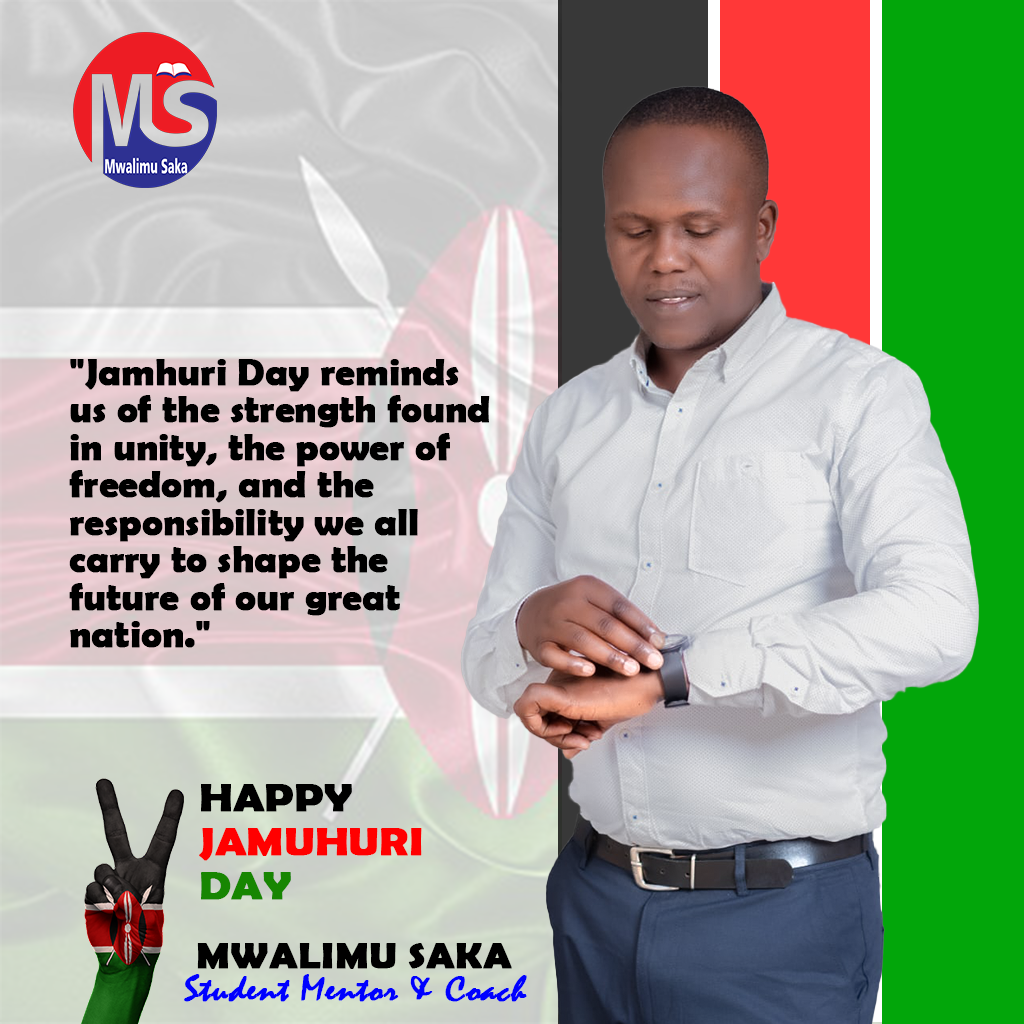 MS
Mwalimu Saka
"Jamhuri Day reminds
us of the strength found
in unity, the power of
freedom, and the
responsibility we all
carry to shape the
future of our great
nation."
HAPPY
JAMUHURI
DAY
MWALIMU SAKA
Student Mentor & Coach